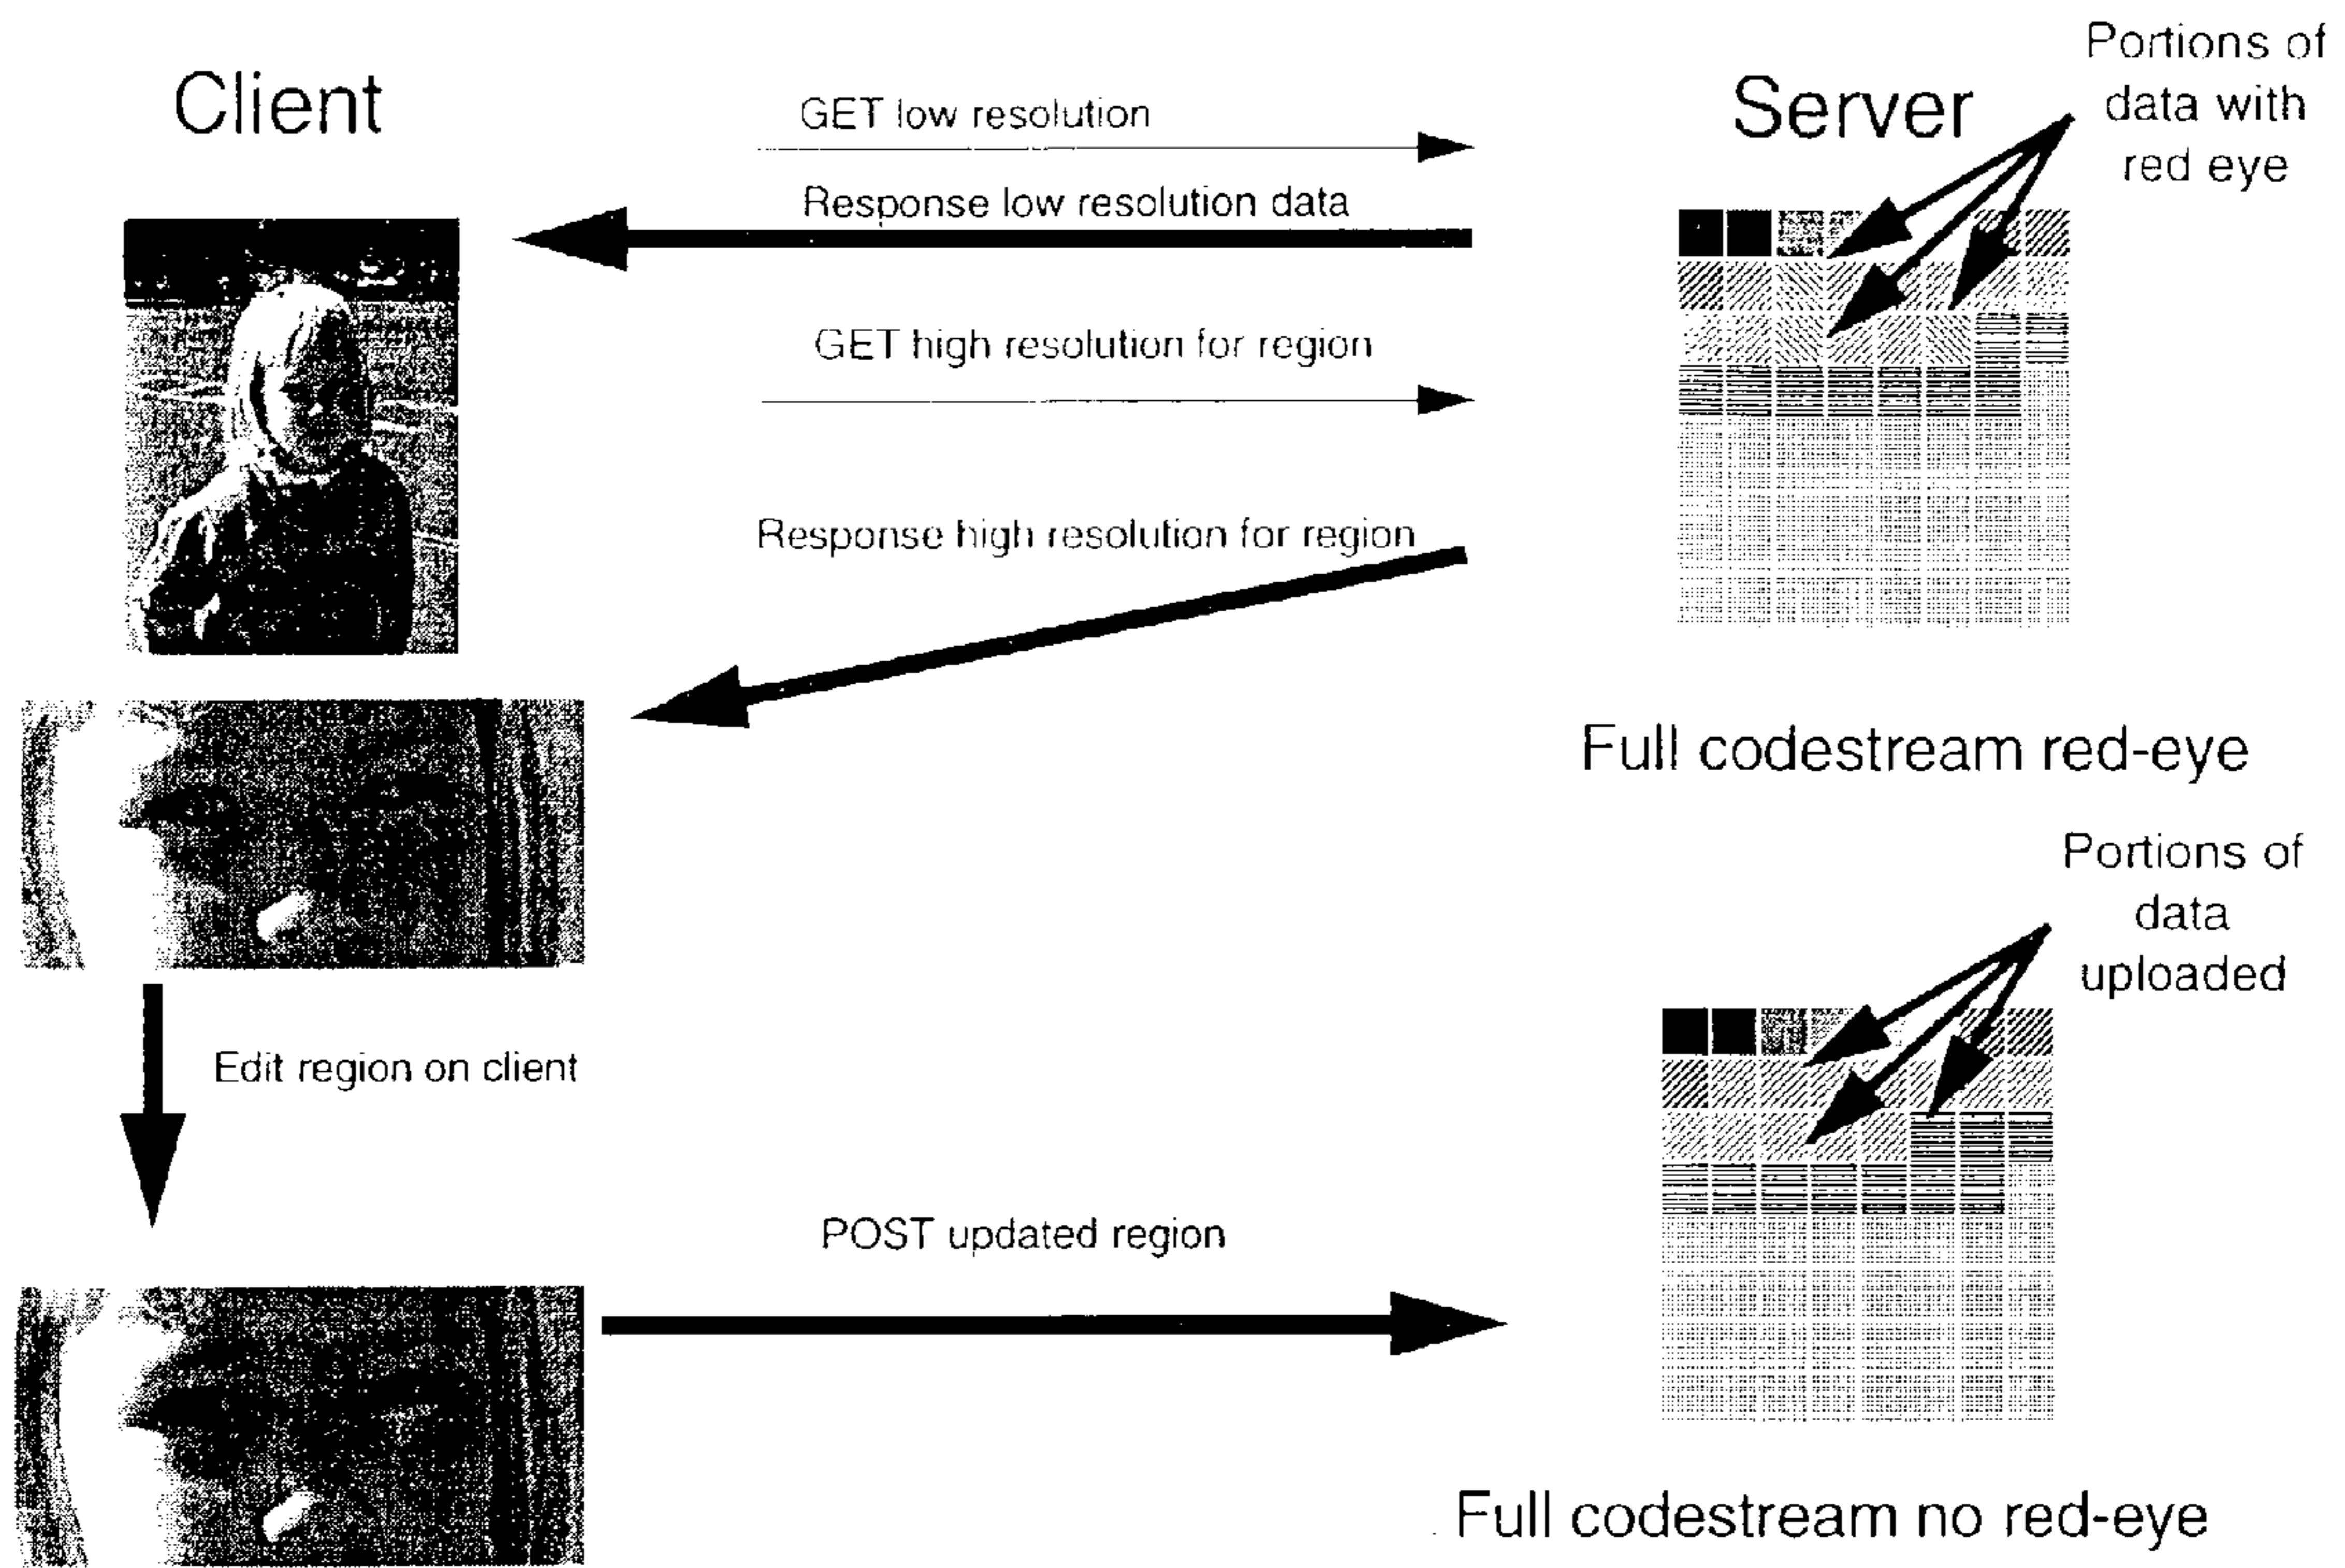 Client
GET low resolution
Server
Portions of
data with
red eye
Response low resolution data
GET high resolution for region
Response high resolution for region
Full codestream red-eye
Portions of
data
uploaded
Edit region on client
POST updated region
Full codestream no red-eye